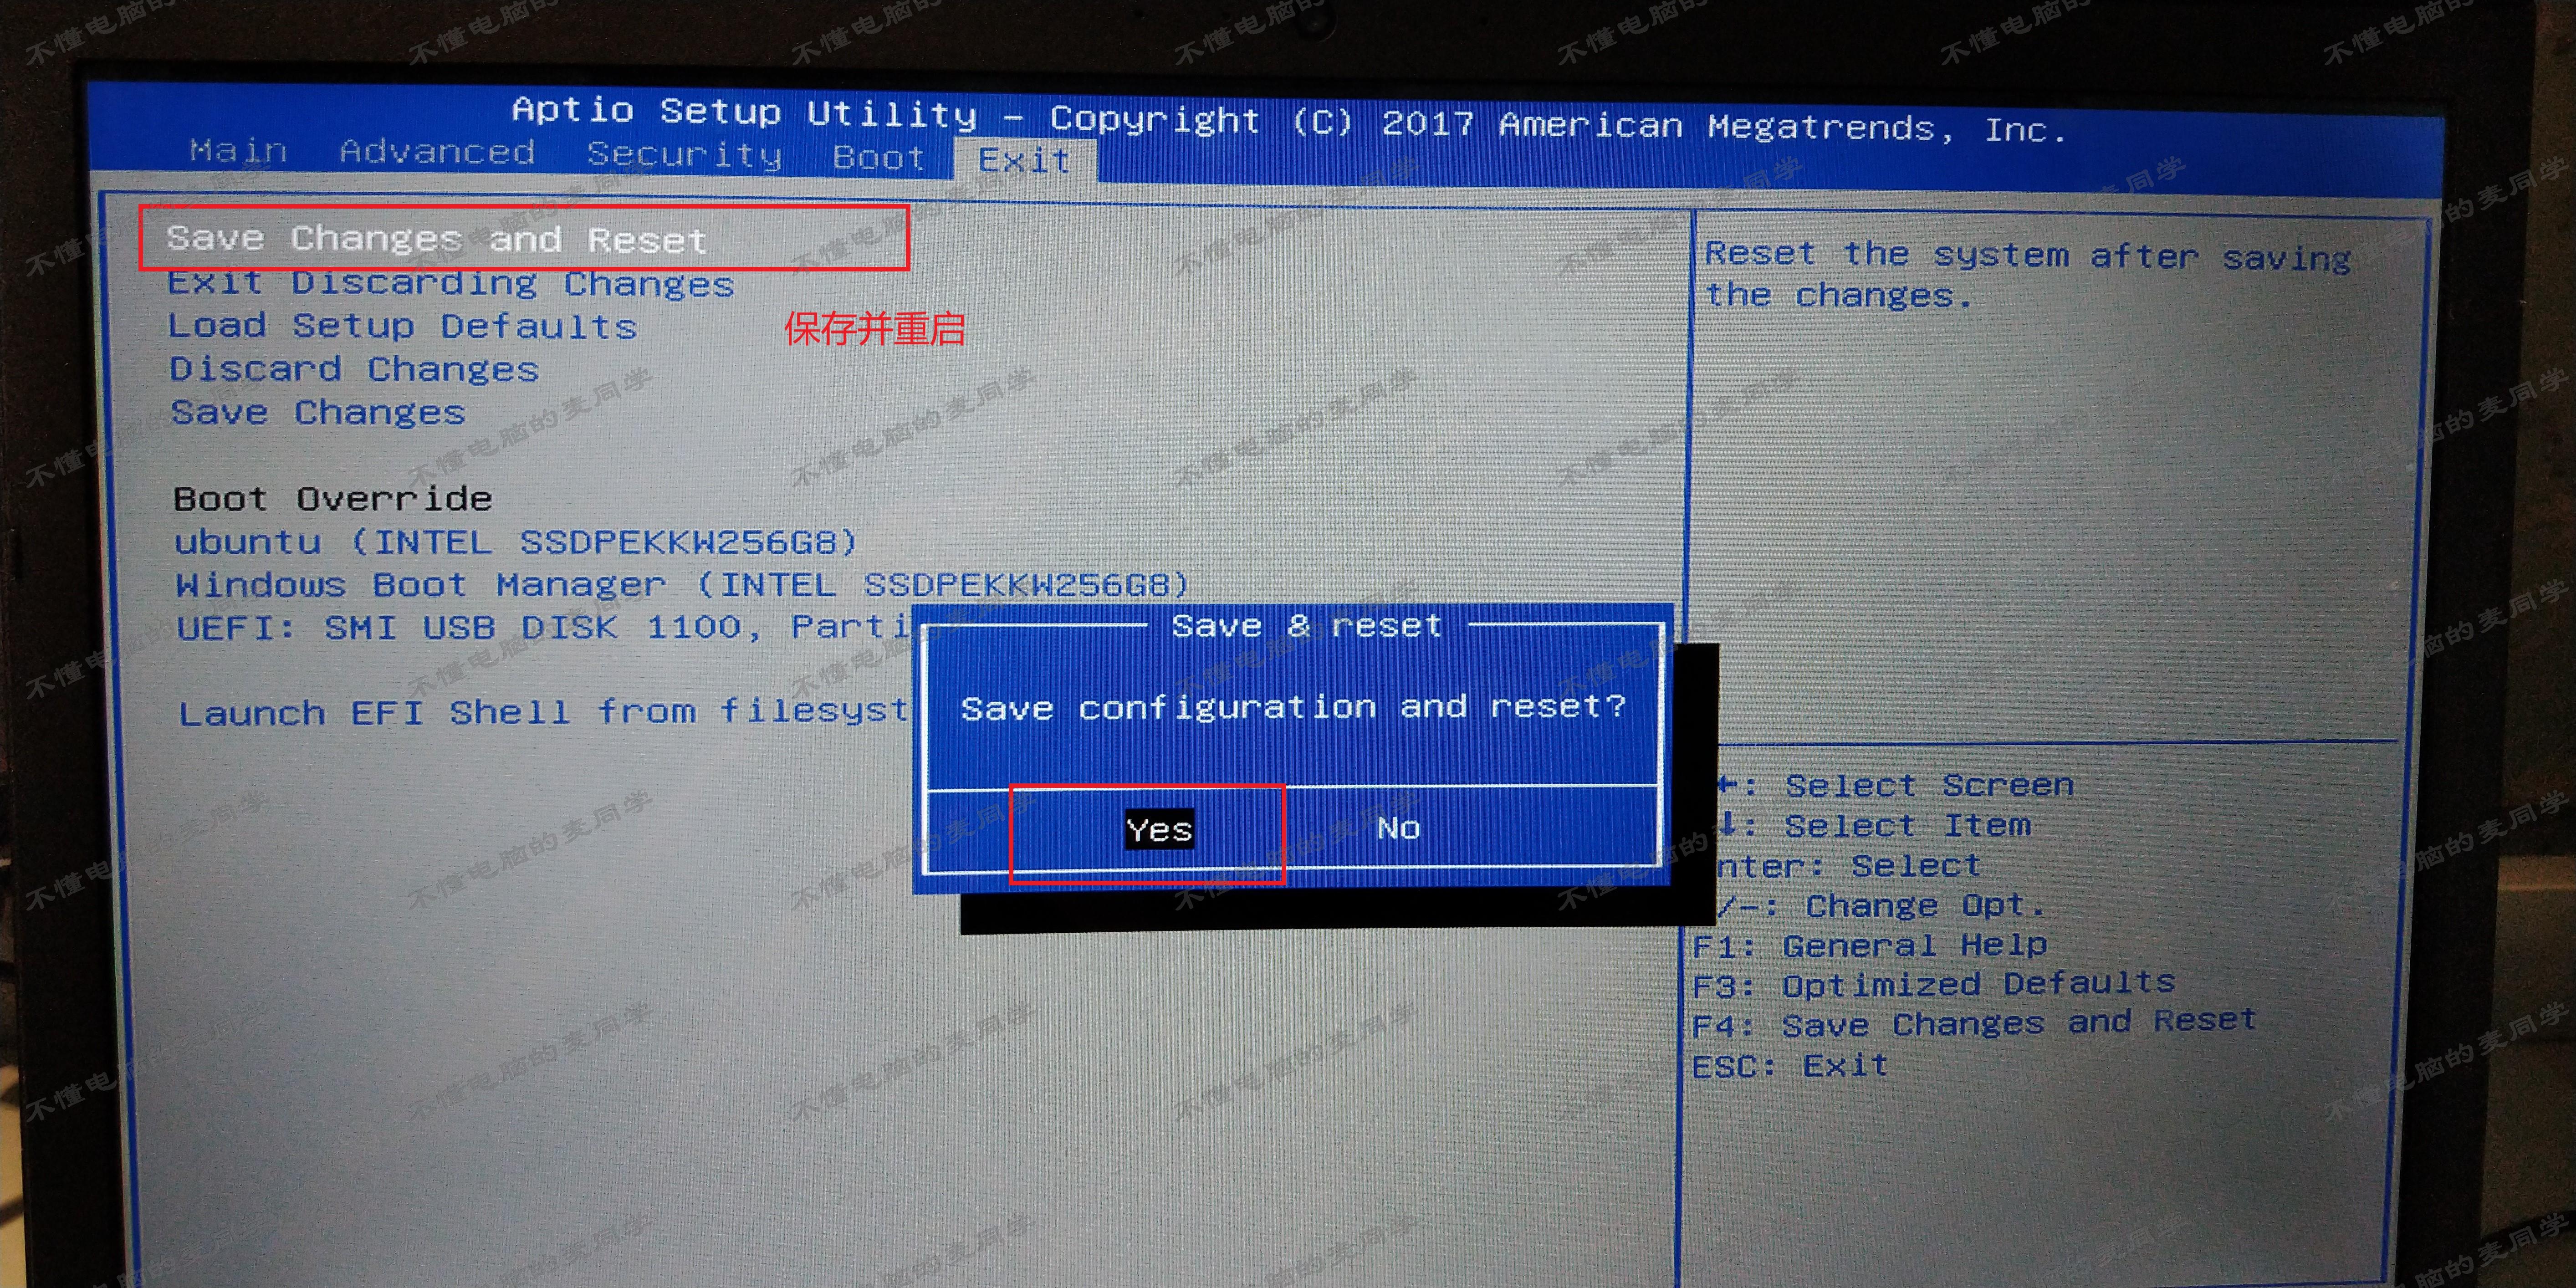 Aptio Setup Utility – Copyright (C) 2017 American Megatrends, Inc.
Main Advanced Security Boot Exit
Save Changes and Reset
Exit Discarding Changes
保存并重启
Load Setup Defaults
Discard Changes
Save Changes
Boot Override
ubuntu (INTEL SSDPEKKW256G8)
Windows Boot Manager (INTEL SSDPEKKW256G8)
UEFI: SMI USB DISK 1100, Parti
Launch EFI Shell from filesyst
Save & reset
Save configuration and reset?
Yes No
Reset the system after saving
the changes.
←: Select Screen
↓: Select Item
nter: Select
/-: Change Opt.
F1: General Help
F3: Optimized Defaults
F4: Save Changes and Reset
ESC: Exit
不懂电脑的麦同学